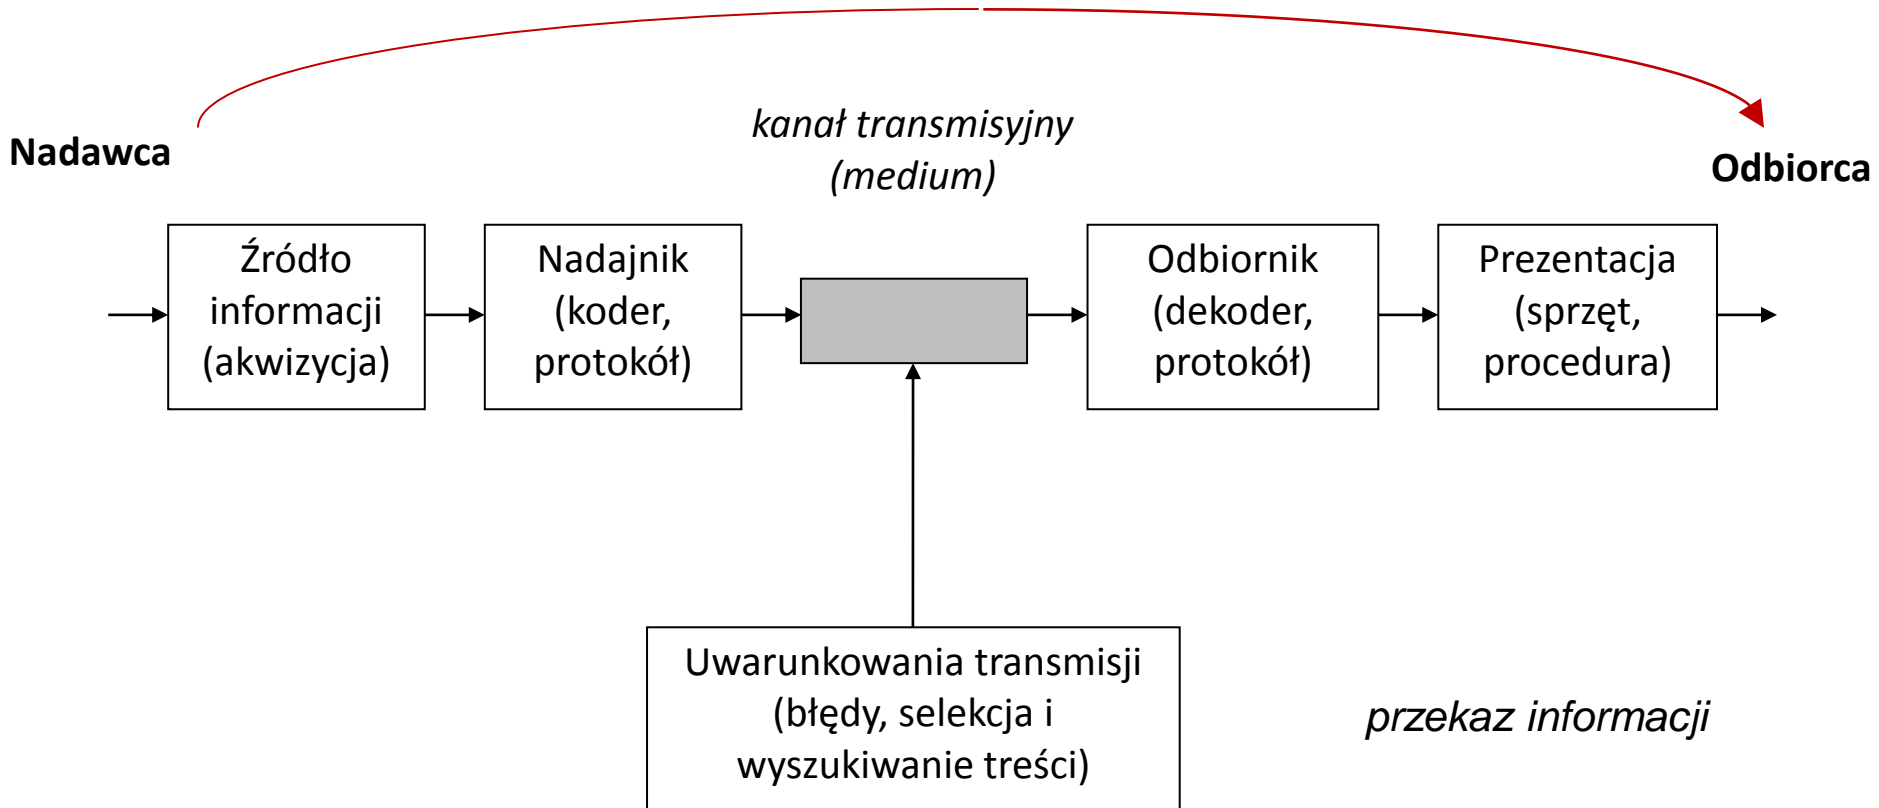 Nadawca
kanał transmisyjny
(medium)
Odbiorca
Źródło
informacji
(akwizycja)
Nadajnik
(koder,
protokół)
Odbiornik
(dekoder,
protokół)
Prezentacja
(sprzęt,
procedura)
Uwarunkowania transmisji
(błędy, selekcja i
wyszukiwanie treści)
przekaz informacji